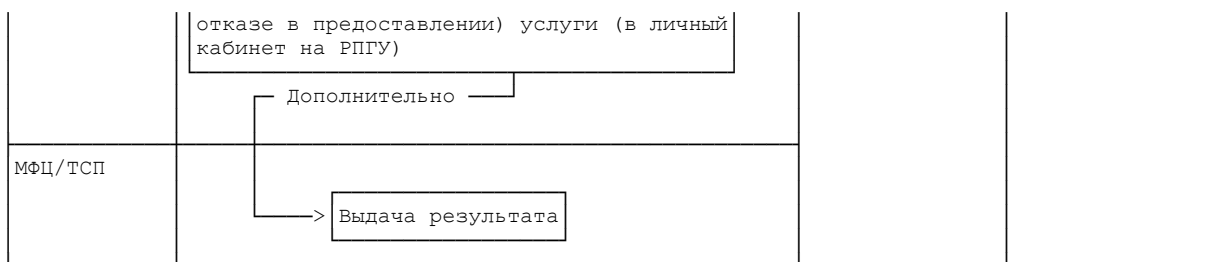 отказе в предоставлении) услуги (в личный
кабинет на РПГУ)
Дополнительно
МФЦ/ТСП
Выдача результата